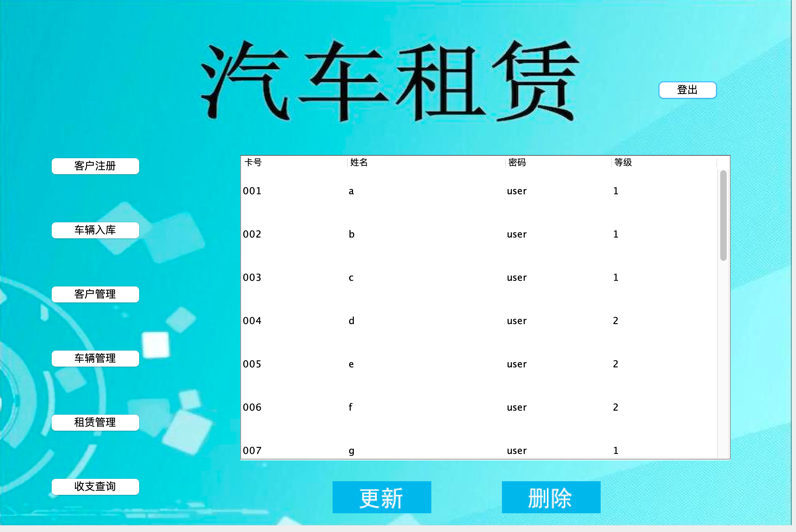 汽车租赁
登出
客户注册
车辆入库
客户管理
车辆管理
租赁管理
收支查询
卡号 姓名 密码 等级
001 a user 1
002 b user 1
003 c user 1
004 d user 2
005 e user 2
006 f user 2
007 g user 1
更新 删除